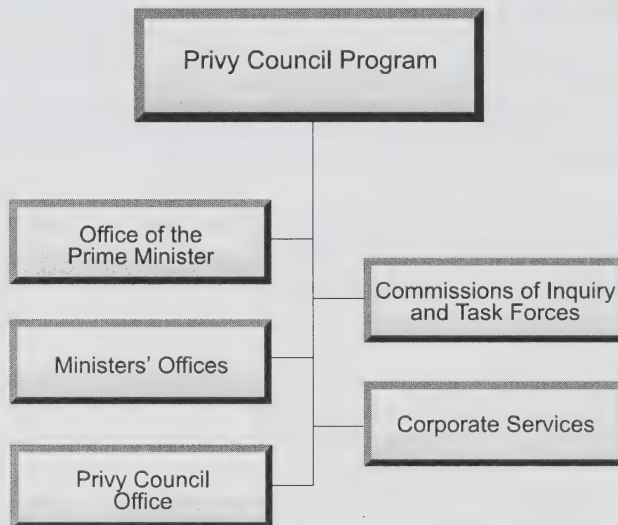 Privy Council Program
Office of the
Prime Minister
Commissions of Inquiry
and Task Forces
Ministers' Offices
Corporate Services
Privy Council
Office